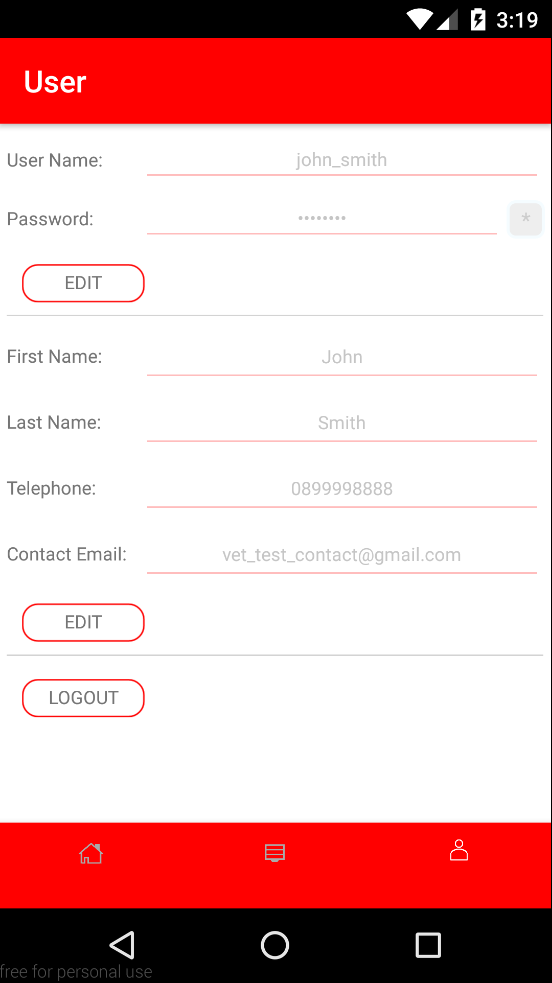 3:19
User
User Name: john_smith
Password: •••••••• *
EDIT
First Name: John
Last Name: Smith
Telephone: 0899998888
Contact Email: vet_test_contact@gmail.com
EDIT
LOGOUT
free for personal use